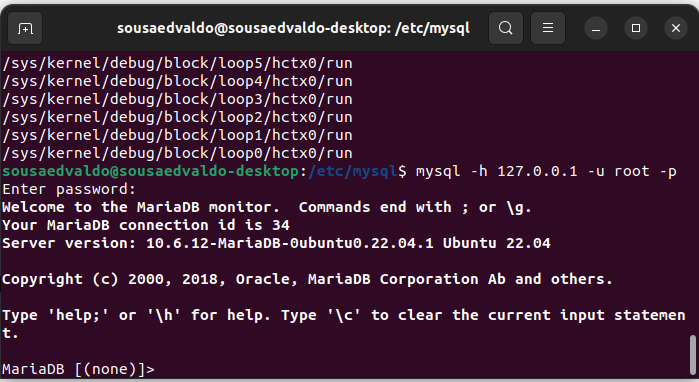 sousaedvaldo@sousaedvaldo-desktop: /etc/mysql
/sys/kernel/debug/block/loop5/hctx0/run
/sys/kernel/debug/block/loop4/hctx0/run
/sys/kernel/debug/block/loop3/hctx0/run
/sys/kernel/debug/block/loop2/hctx0/run
/sys/kernel/debug/block/loop1/hctx0/run
/sys/kernel/debug/block/loop0/hctx0/run
sousaedvaldo@sousaedvaldo-desktop:/etc/mysql$ mysql -h 127.0.0.1 -u root -p
Enter password:
Welcome to the MariaDB monitor.  Commands end with ; or \g.
Your MariaDB connection id is 34
Server version: 10.6.12-MariaDB-0ubuntu0.22.04.1 Ubuntu 22.04
Copyright (c) 2000, 2018, Oracle, MariaDB Corporation Ab and others.
Type 'help;' or '\h' for help. Type '\c' to clear the current input statemen
t.
MariaDB [(none)]>